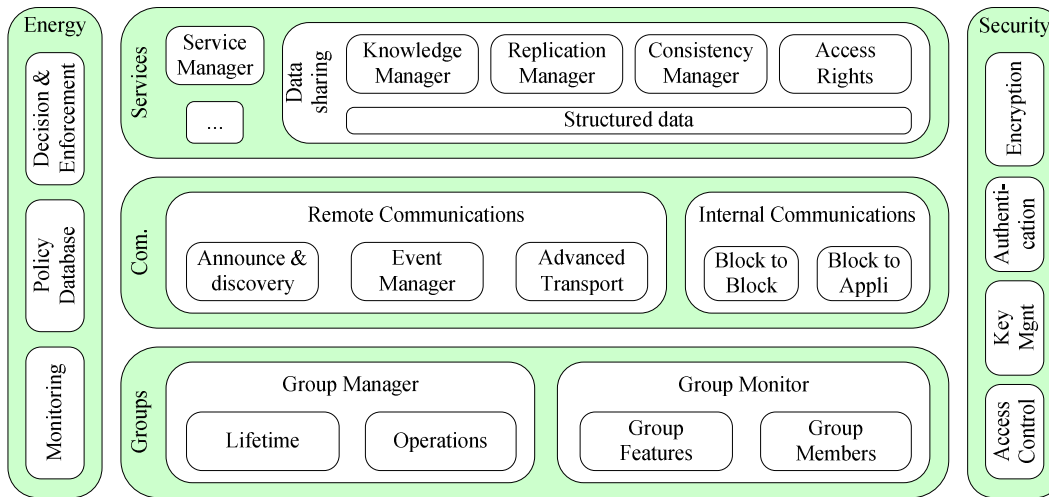 Energy
Decision &
Enforcement
Policy
Database
Monitoring
Services
Service
Manager
...
Data
sharing
Knowledge
Manager
Replication
Manager
Consistency
Manager
Access
Rights
Structured data
Com.
Remote Communications
Announce &
discovery
Event
Manager
Advanced
Transport
Internal Communications
Block to
Block
Block to
Appli
Groups
Group Manager
Lifetime
Operations
Group Monitor
Group
Features
Group
Members
Security
Encryption
Authenti-
cation
Key
Mgnt
Access
Control